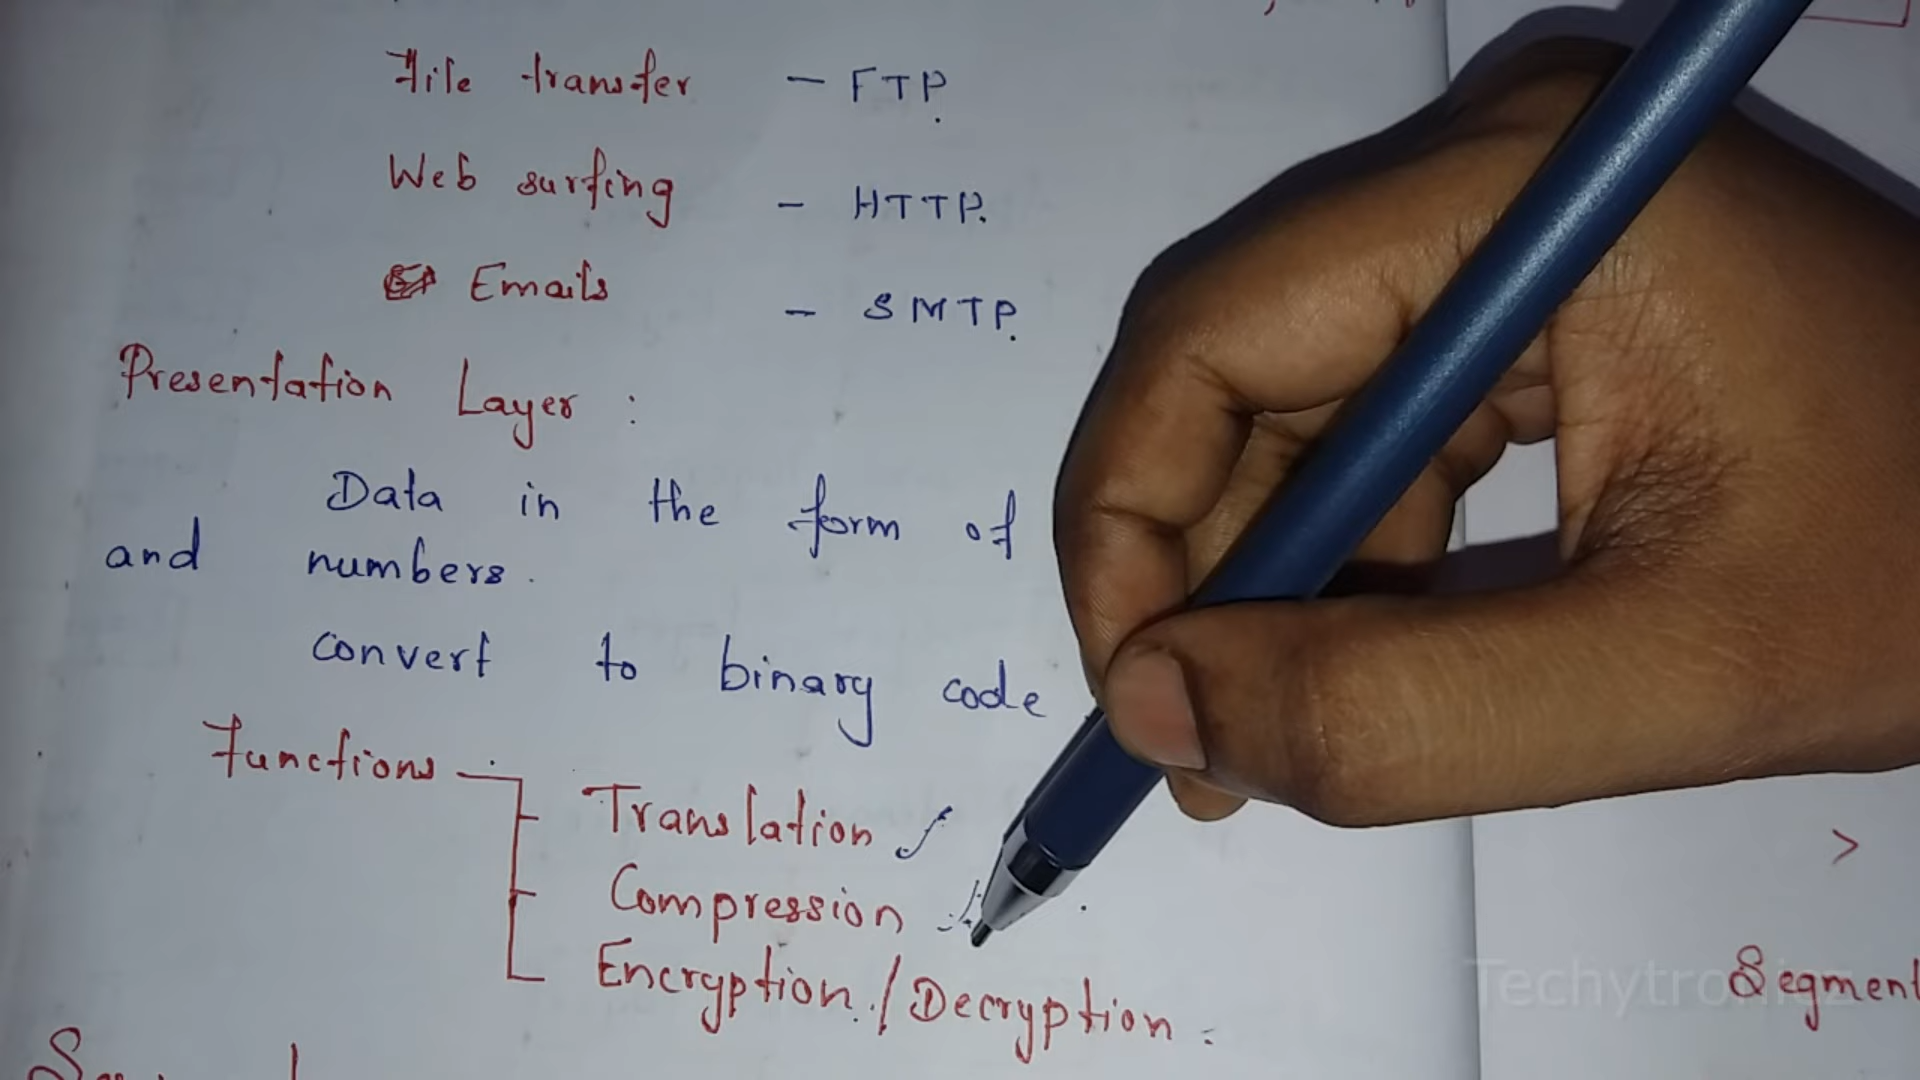 File transfer - FTP.
Web surfing - HTTP.
Emails - SMTP.
Presentation Layer :
Data in the form of
and numbers.
convert to binary code
Functions
Translation
Compression
Encryption / Decryption.
Segment
Techytronicz